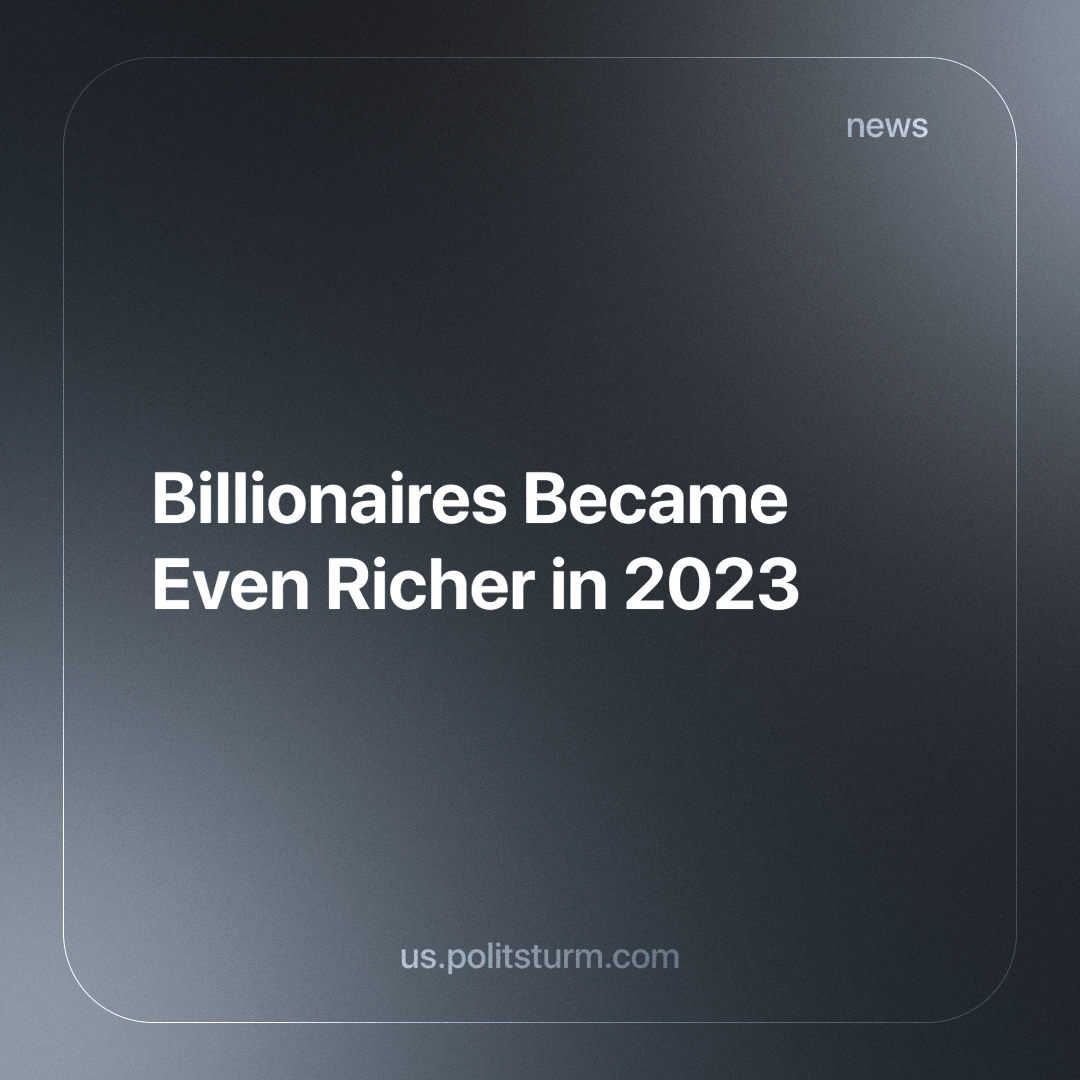 news
Billionaires Became
Even Richer in 2023
us.politsturm.com